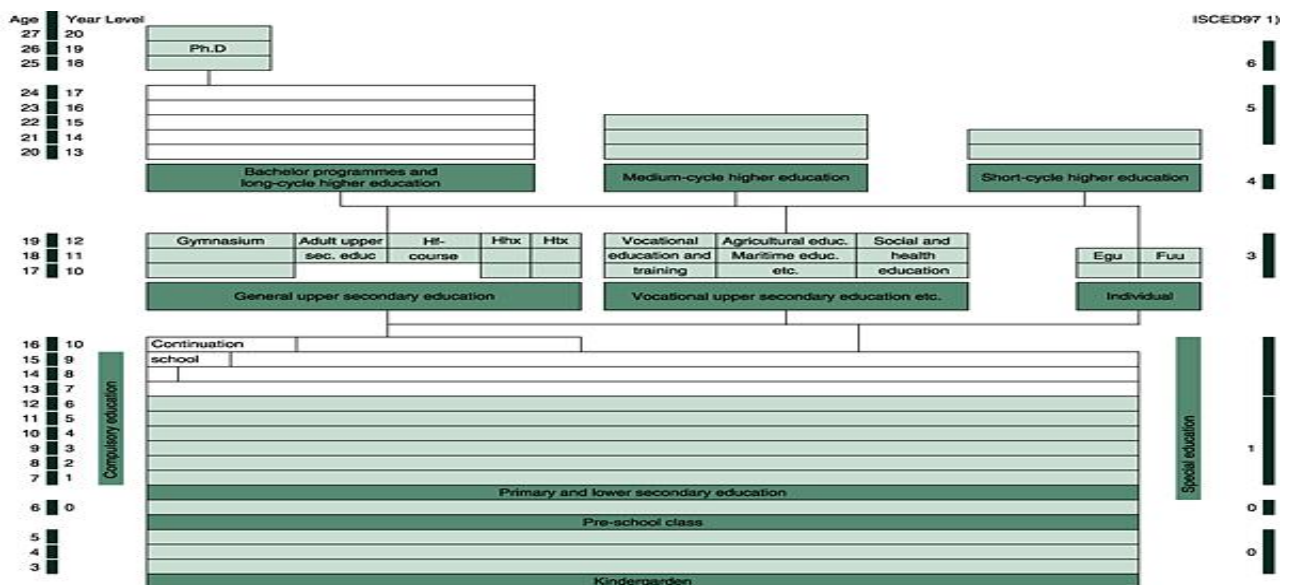 Age Year Level ISCED97 1)
27 20
26 19 Ph.D
25 18 6
24 17
23 16 5
22 15
21 14
20 13
Bachelor programmes and
long-cycle higher education
Medium-cycle higher education
Short-cycle higher education
4
19 12 Gymnasium Adult upper Hf- Hhx Htx Vocational Agricultural educ. Social and
18 11 sec. educ course education and Maritime educ. health Egu Fuu 3
17 10 training etc. education
General upper secondary education Vocational upper secondary education etc. Individual
16 10 Continuation
15 9 school
14 8
13 7
12 6
11 5
10 4
9 3 1
8 2
7 1
Compulsory education
Special education
Primary and lower secondary education
6 0 0
Pre-school class
5
4 0
3
Kindergarden